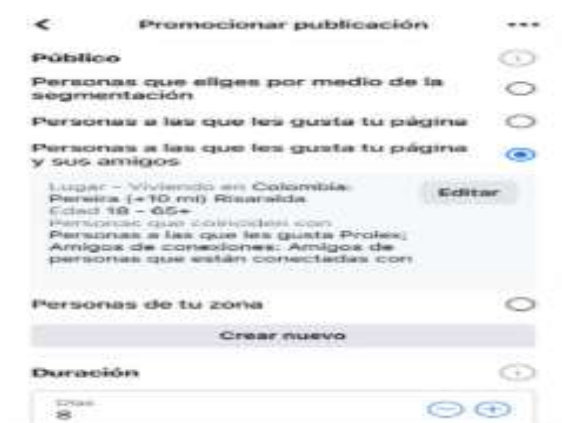 Promocionar publicación
Público
Personas que eliges por medio de la
segmentación
Personas a las que les gusta tu página
Personas a las que les gusta tu página
y sus amigos
Lugar - Viviendo en Colombia:
Pereira (+10 mi) Risaralda
Edad 18 - 65+
Personas que coinciden con
Personas a las que les gusta Prolex;
Amigos de conexiones: Amigos de
personas que están conectadas con
Editar
Personas de tu zona
Crear nuevo
Duración
Días
8